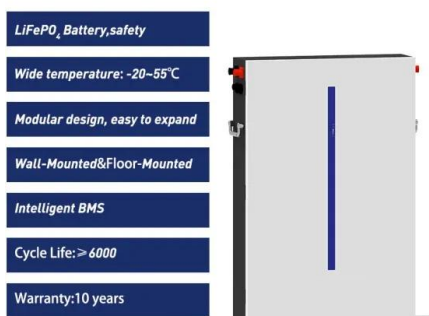 LiFePO₄ Battery,safety
Wide temperature: -20~55℃
Modular design, easy to expand
Wall-Mounted&Floor-Mounted
Intelligent BMS
Cycle Life:≥6000
Warranty:10 years